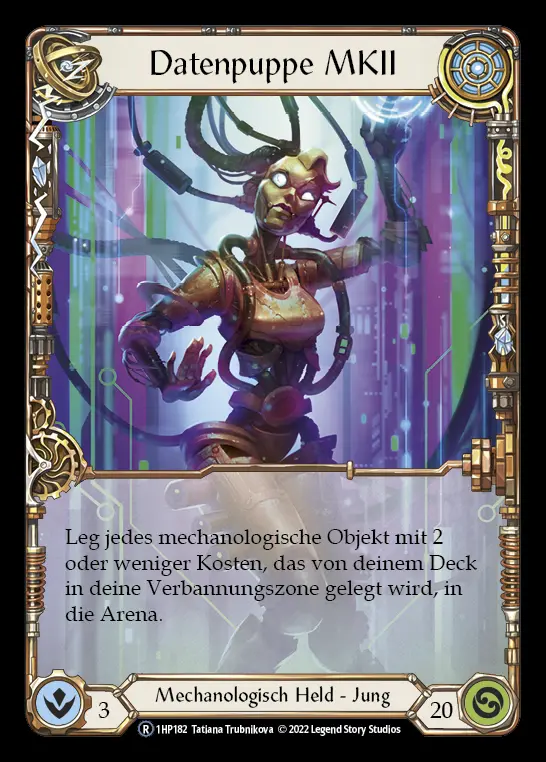 Datenpuppe MKII
Leg jedes mechanologische Objekt mit 2
oder weniger Kosten, das von deinem Deck
in deine Verbannungszone gelegt wird, in
die Arena.
3
Mechanologisch Held - Jung
20
R 1HP182 Tatiana Trubnikova © 2022 Legend Story Studios